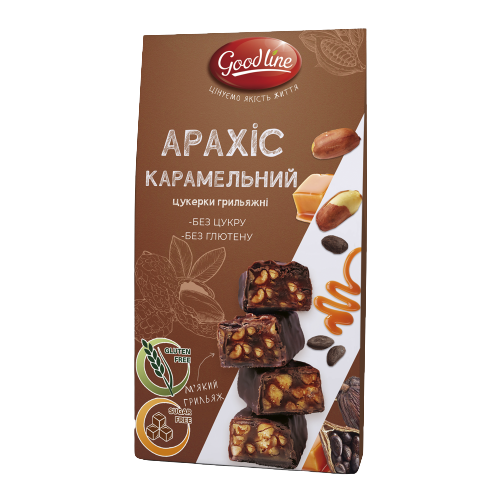 Good line
ЦІНУЄМО ЯКІСТЬ ЖИТТЯ
АРАХІС
КАРАМЕЛЬНИЙ
цукерки грильяжні
-БЕЗ ЦУКРУ
-БЕЗ ГЛЮТЕНУ
GLUTEN
FREE
М'ЯКИЙ
ГРИЛЬЯЖ
SUGAR
FREE